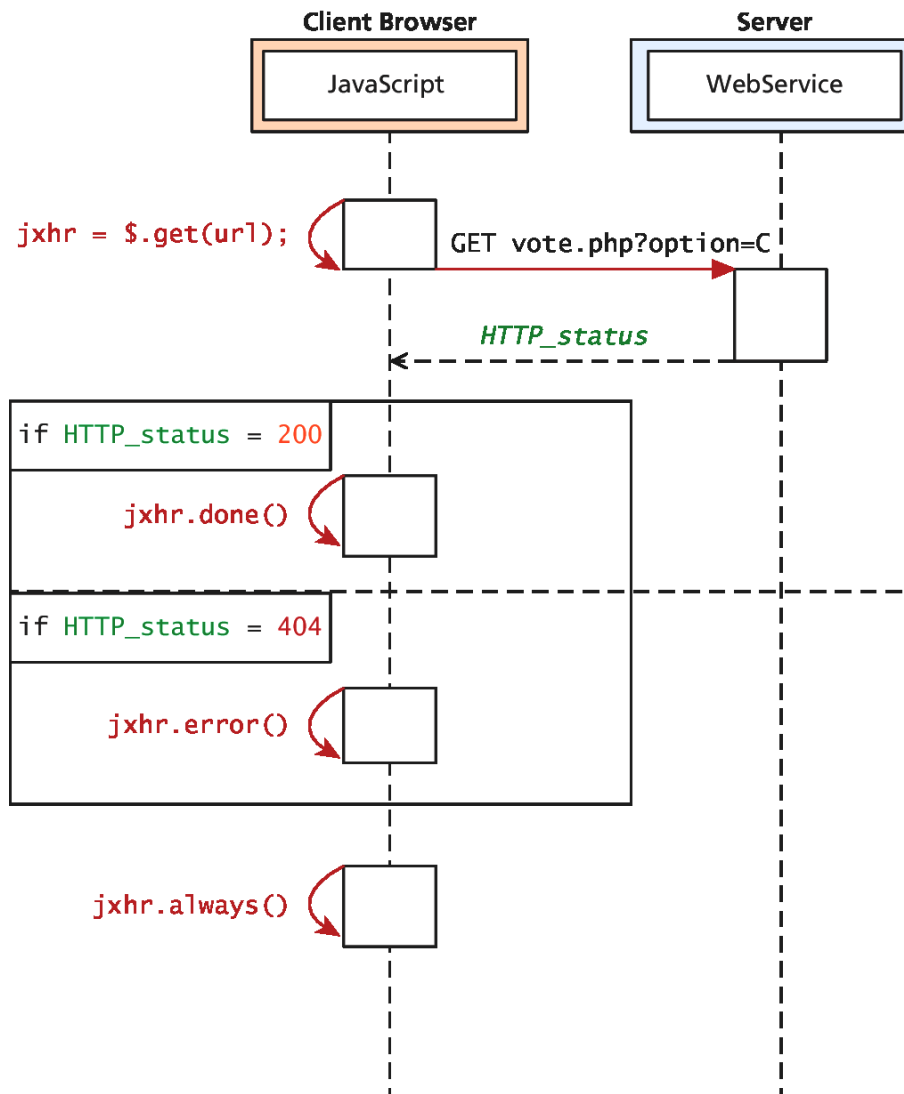 Client Browser
Server
JavaScript
WebService
jxhr = $.get(url);
GET vote.php?option=C
HTTP_status
if HTTP_status = 200
jxhr.done()
if HTTP_status = 404
jxhr.error()
jxhr.always()